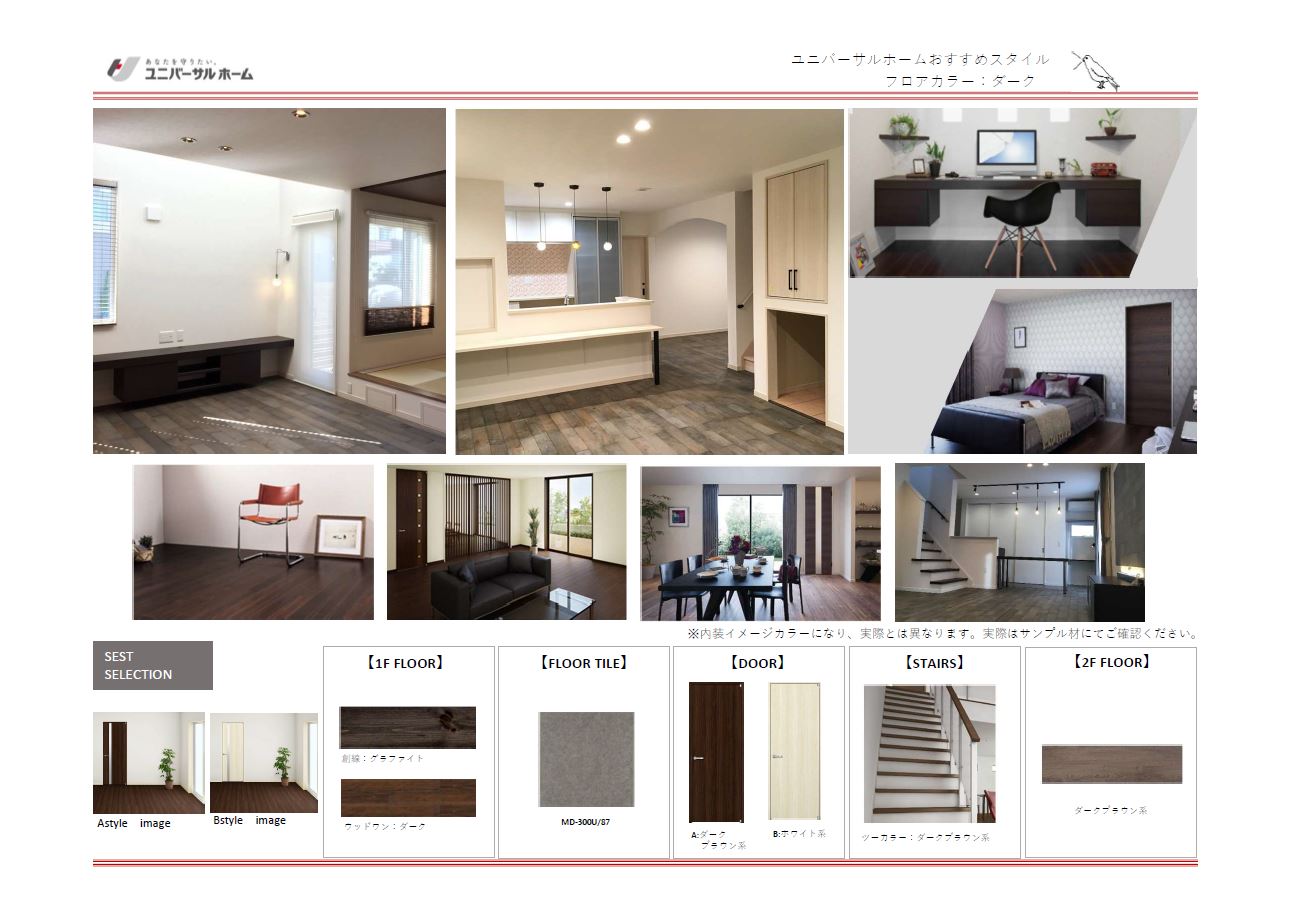 あなたを守りたい。
ユニバーサルホーム
ユニバーサルホームおすすめスタイル
フロアカラー：ダーク
※内装イメージカラーになり、実際とは異なります。実際はサンプル材にてご確認ください。
SEST
SELECTION
Astyle image
Bstyle image
【1F FLOOR】
創縁：グラファイト
ウッドワン：ダーク
【FLOOR TILE】
MD-300U/87
【DOOR】
A:ダーク
ブラウン系
B:ホワイト系
【STAIRS】
ツーカラー：ダークブラウン系
【2F FLOOR】
ダークブラウン系